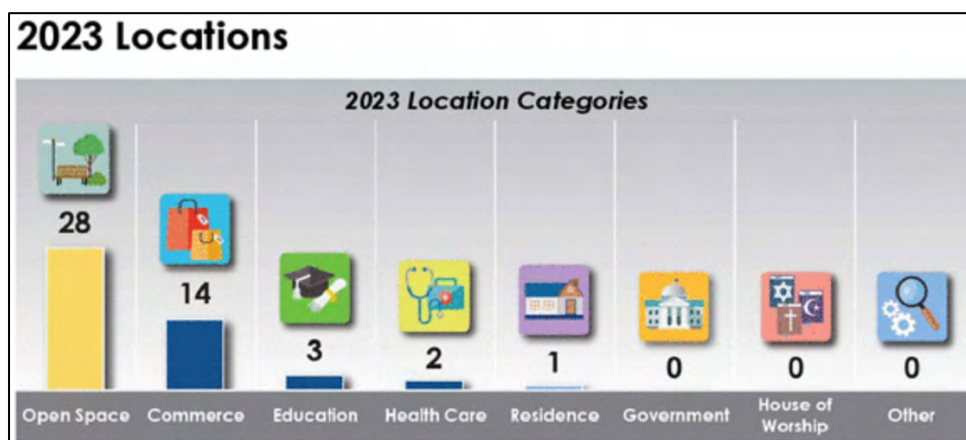 2023 Locations
2023 Location Categories
28
14
3
2
1
0
0
0
Open Space
Commerce
Education
Health Care
Residence
Government
House of
Worship
Other